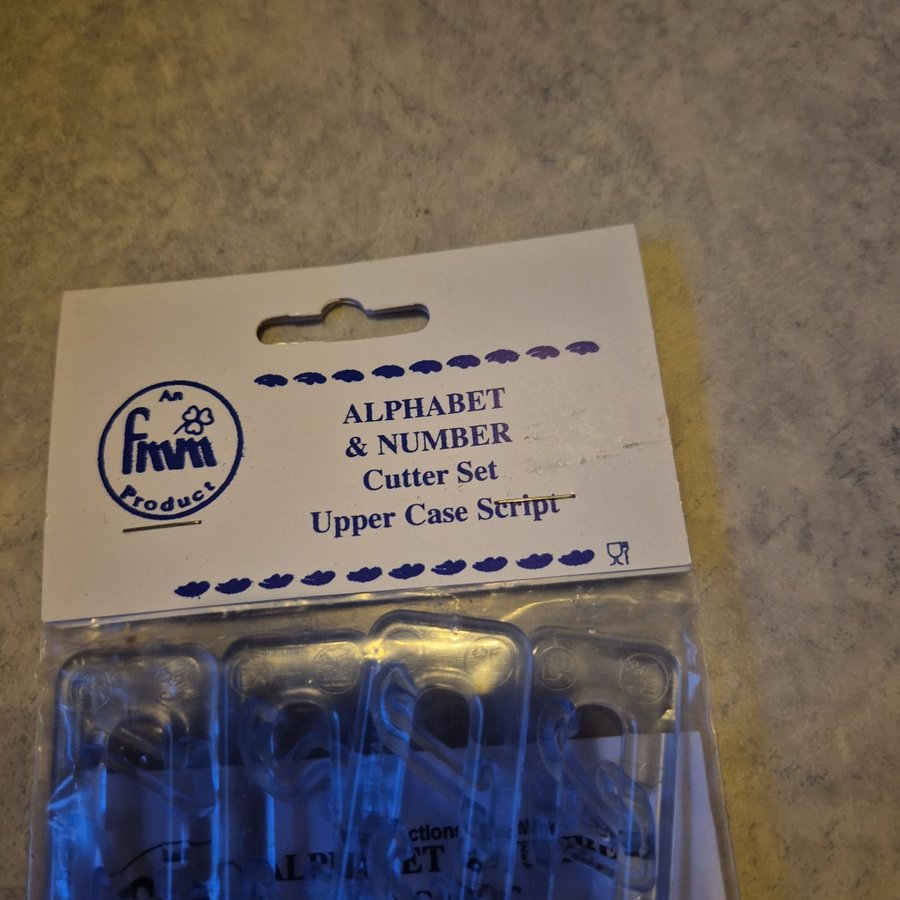 An
fmm
Product
ALPHABET
& NUMBER
Cutter Set
Upper Case Script